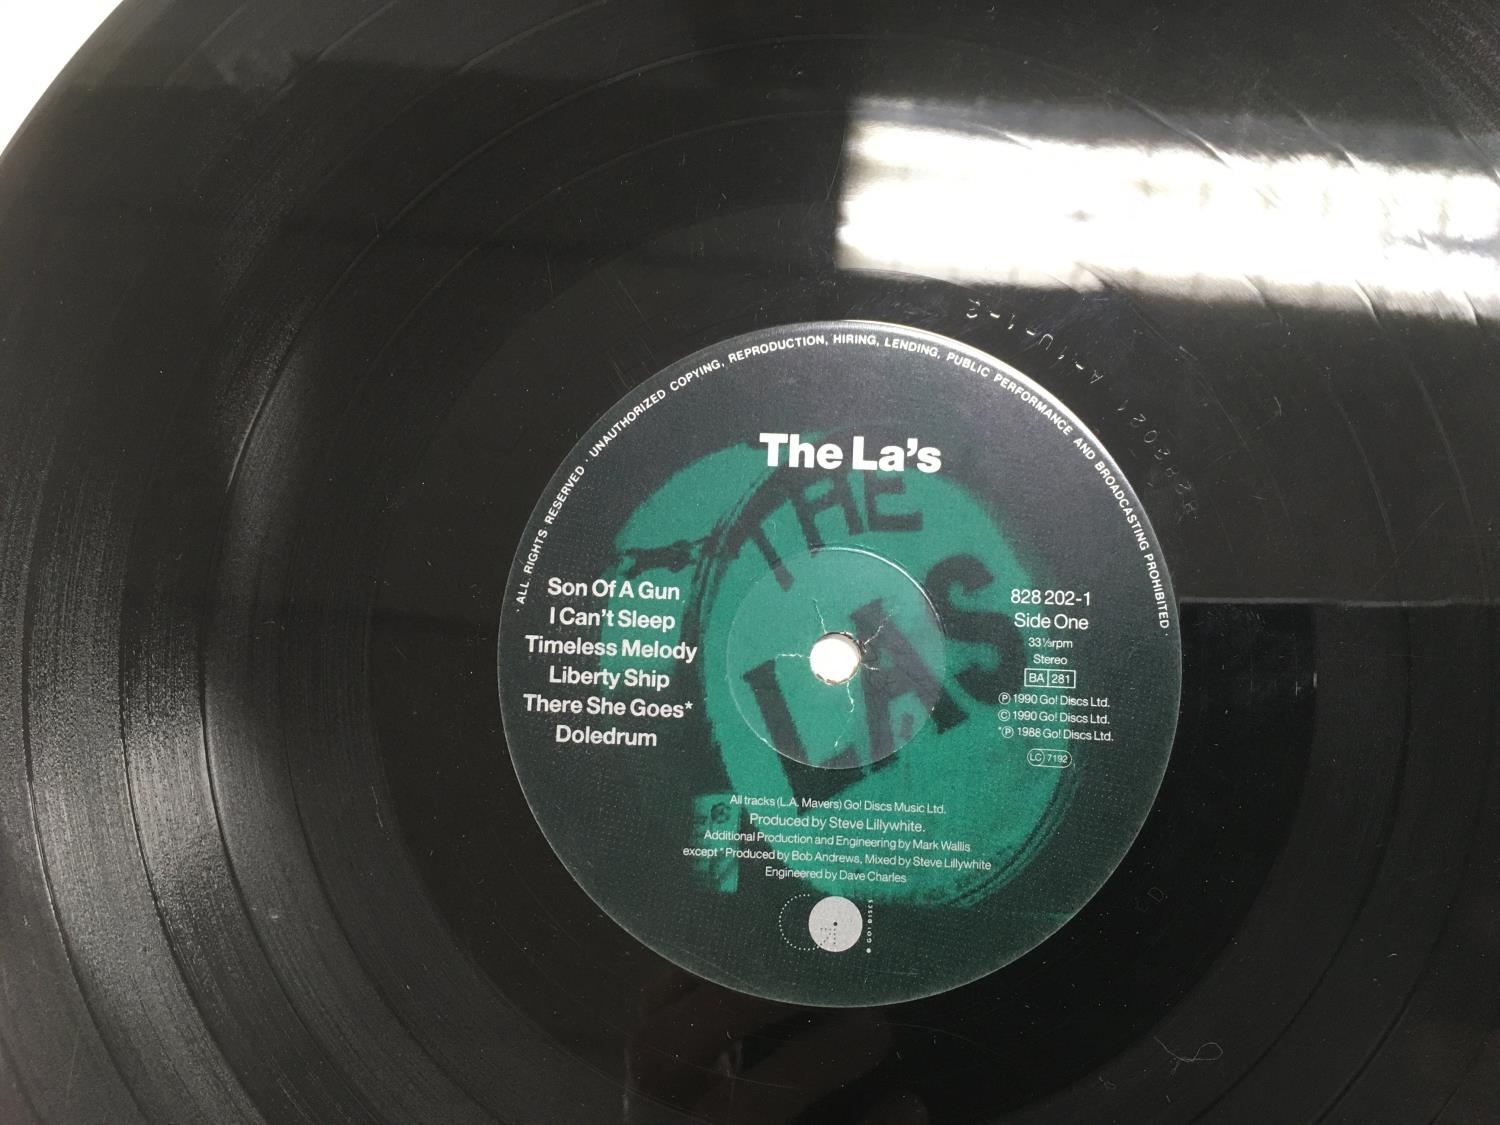 ALL RIGHTS RESERVED · UNAUTHORIZED COPYING, REPRODUCTION, HIRING, LENDING, PUBLIC PERFORMANCE AND BROADCASTING PROHIBITED ·
The La's
THE
LAS
Son Of A Gun
I Can't Sleep
Timeless Melody
Liberty Ship
There She Goes*
Doledrum
828 202-1
Side One
33⅓rpm
Stereo
BA 281
℗ 1990 Go! Discs Ltd.
© 1990 Go! Discs Ltd.
*℗ 1988 Go! Discs Ltd.
LC 7192
All tracks (L.A. Mavers) Go! Discs Music Ltd.
Produced by Steve Lillywhite.
Additional Production and Engineering by Mark Wallis
except * Produced by Bob Andrews, Mixed by Steve Lillywhite
Engineered by Dave Charles
GO! DISCS